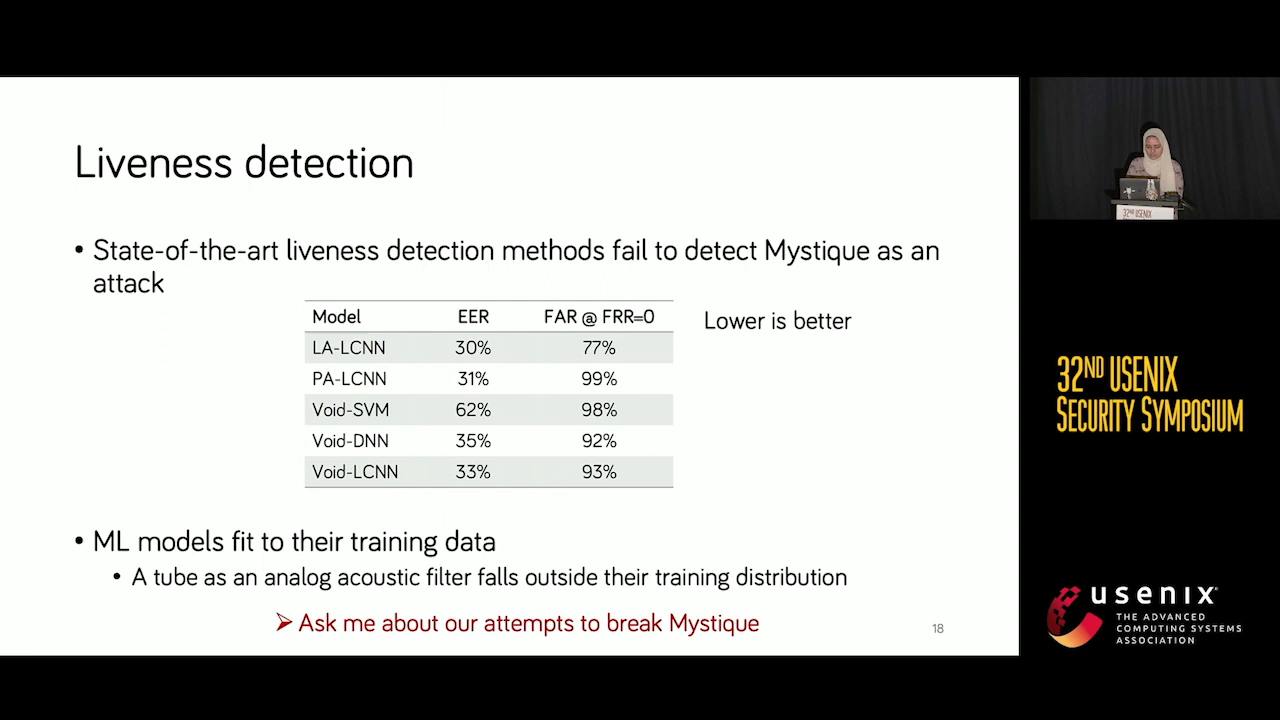 Liveness detection
• State-of-the-art liveness detection methods fail to detect Mystique as an
attack
Model EER FAR @ FRR=0
Lower is better
LA-LCNN 30% 77%
PA-LCNN 31% 99%
Void-SVM 62% 98%
Void-DNN 35% 92%
Void-LCNN 33% 93%
• ML models fit to their training data
• A tube as an analog acoustic filter falls outside their training distribution
➢ Ask me about our attempts to break Mystique
18
32ND USENIX
32ND USENIX
SECURITY SYMPOSIUM
usenix
THE ADVANCED
COMPUTING SYSTEMS
ASSOCIATION